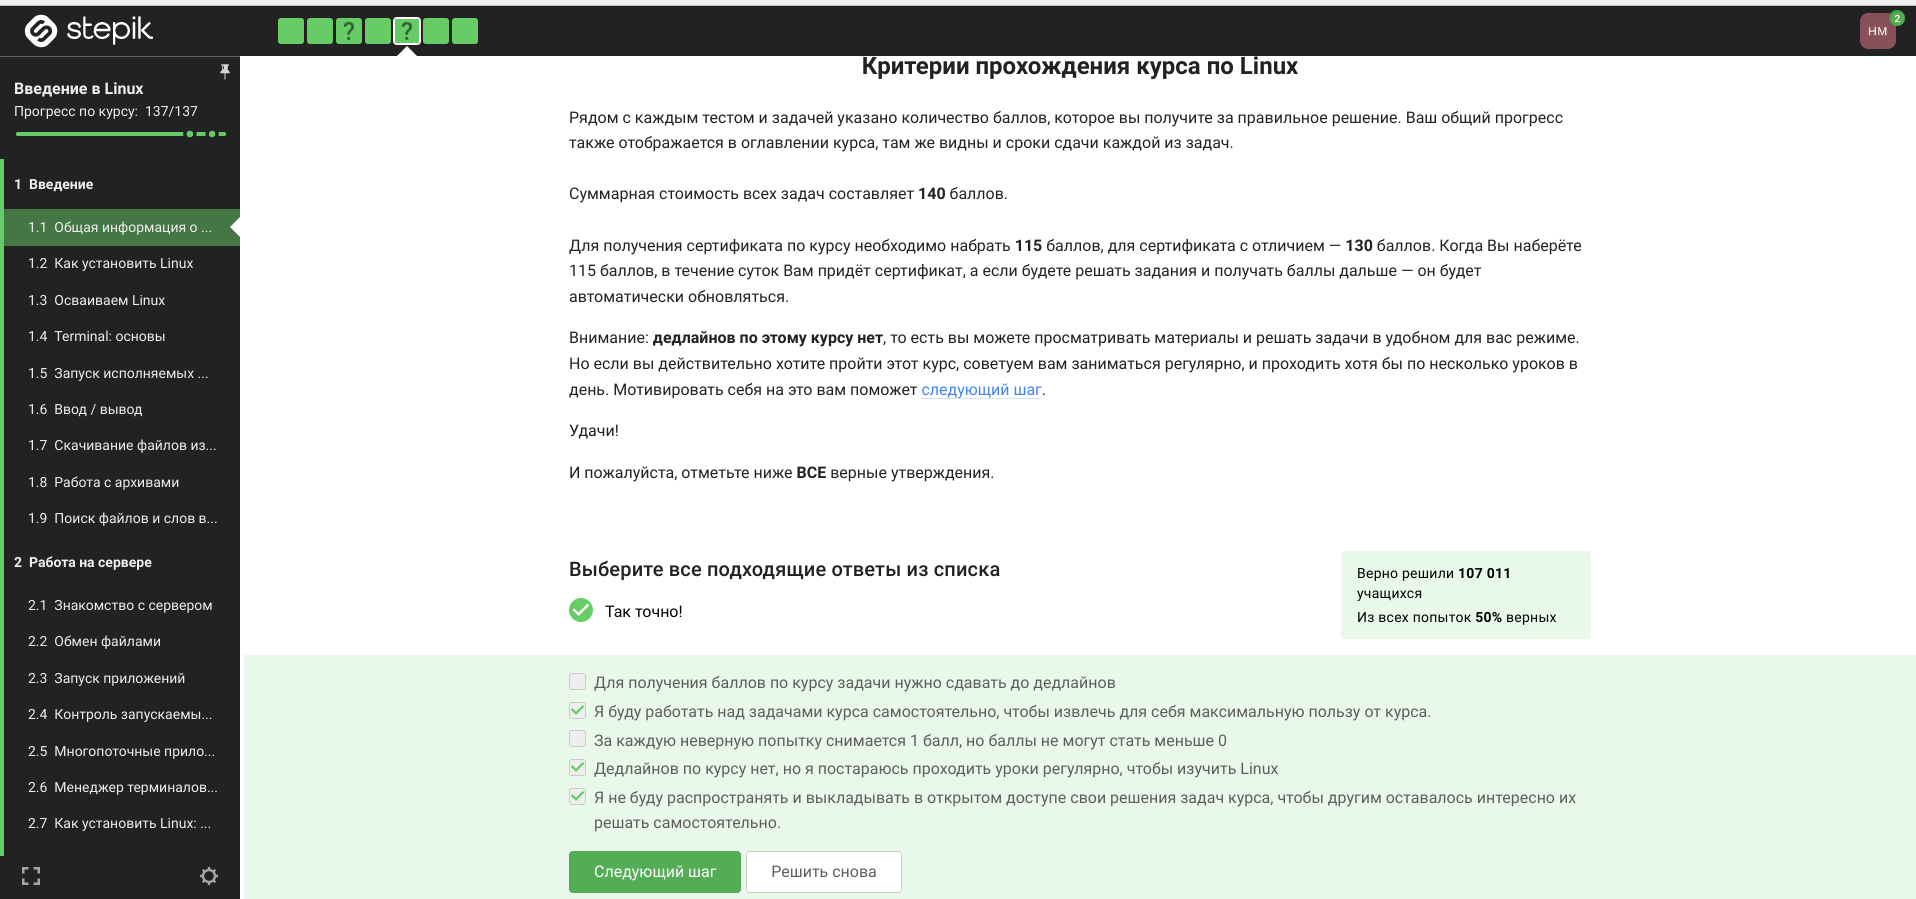 stepik
?
?
НМ
2
Введение в Linux
Прогресс по курсу: 137/137
1 Введение
1.1 Общая информация о ...
1.2 Как установить Linux
1.3 Осваиваем Linux
1.4 Terminal: основы
1.5 Запуск исполняемых ...
1.6 Ввод / вывод
1.7 Скачивание файлов из...
1.8 Работа с архивами
1.9 Поиск файлов и слов в...
2 Работа на сервере
2.1 Знакомство с сервером
2.2 Обмен файлами
2.3 Запуск приложений
2.4 Контроль запускаемы...
2.5 Многопоточные прило...
2.6 Менеджер терминалов...
2.7 Как установить Linux: ...
Критерии прохождения курса по Linux
Рядом с каждым тестом и задачей указано количество баллов, которое вы получите за правильное решение. Ваш общий прогресс
также отображается в оглавлении курса, там же видны и сроки сдачи каждой из задач.
Суммарная стоимость всех задач составляет 140 баллов.
Для получения сертификата по курсу необходимо набрать 115 баллов, для сертификата с отличием — 130 баллов. Когда Вы наберёте
115 баллов, в течение суток Вам придёт сертификат, а если будете решать задания и получать баллы дальше — он будет
автоматически обновляться.
Внимание: дедлайнов по этому курсу нет, то есть вы можете просматривать материалы и решать задачи в удобном для вас режиме.
Но если вы действительно хотите пройти этот курс, советуем вам заниматься регулярно, и проходить хотя бы по несколько уроков в
день. Мотивировать себя на это вам поможет следующий шаг.
Удачи!
И пожалуйста, отметьте ниже ВСЕ верные утверждения.
Выберите все подходящие ответы из списка
Так точно!
Верно решили 107 011
учащихся
Из всех попыток 50% верных
Для получения баллов по курсу задачи нужно сдавать до дедлайнов
Я буду работать над задачами курса самостоятельно, чтобы извлечь для себя максимальную пользу от курса.
За каждую неверную попытку снимается 1 балл, но баллы не могут стать меньше 0
Дедлайнов по курсу нет, но я постараюсь проходить уроки регулярно, чтобы изучить Linux
Я не буду распространять и выкладывать в открытом доступе свои решения задач курса, чтобы другим оставалось интересно их
решать самостоятельно.
Следующий шаг
Решить снова